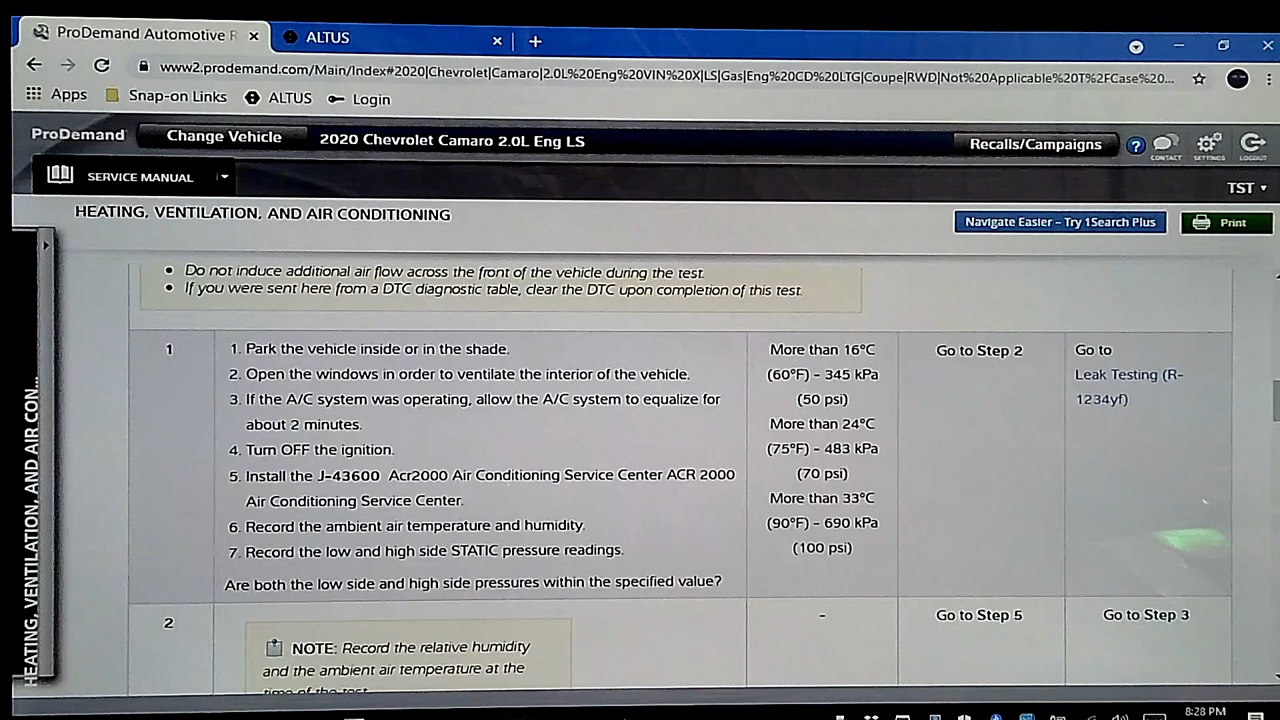 ProDemand Automotive R
ALTUS
www2.prodemand.com/Main/Index#2020|Chevrolet|Camaro|2.0L%20Eng%20VIN%20X|LS|Gas|Eng%20CD%20LTG|Coupe|RWD|Not%20Applicable%20T%2FCase%20...
Apps Snap-on Links ALTUS Login
ProDemand Change Vehicle 2020 Chevrolet Camaro 2.0L Eng LS Recalls/Campaigns ? CONTACT SETTINGS LOGOUT
SERVICE MANUAL
TST
HEATING, VENTILATION, AND AIR CONDITIONING
Navigate Easier – Try 1Search Plus Print
HEATING, VENTILATION, AND AIR CON...
• Do not induce additional air flow across the front of the vehicle during the test.
• If you were sent here from a DTC diagnostic table, clear the DTC upon completion of this test.
1
1. Park the vehicle inside or in the shade.
2. Open the windows in order to ventilate the interior of the vehicle.
3. If the A/C system was operating, allow the A/C system to equalize for
about 2 minutes.
4. Turn OFF the ignition.
5. Install the J-43600 Acr2000 Air Conditioning Service Center ACR 2000
Air Conditioning Service Center.
6. Record the ambient air temperature and humidity.
7. Record the low and high side STATIC pressure readings.
Are both the low side and high side pressures within the specified value?
More than 16°C
(60°F) – 345 kPa
(50 psi)
More than 24°C
(75°F) – 483 kPa
(70 psi)
More than 33°C
(90°F) – 690 kPa
(100 psi)
Go to Step 2
Go to
Leak Testing (R-
1234yf)
2
NOTE: Record the relative humidity
and the ambient air temperature at the
time of the test.
–
Go to Step 5
Go to Step 3
8:28 PM